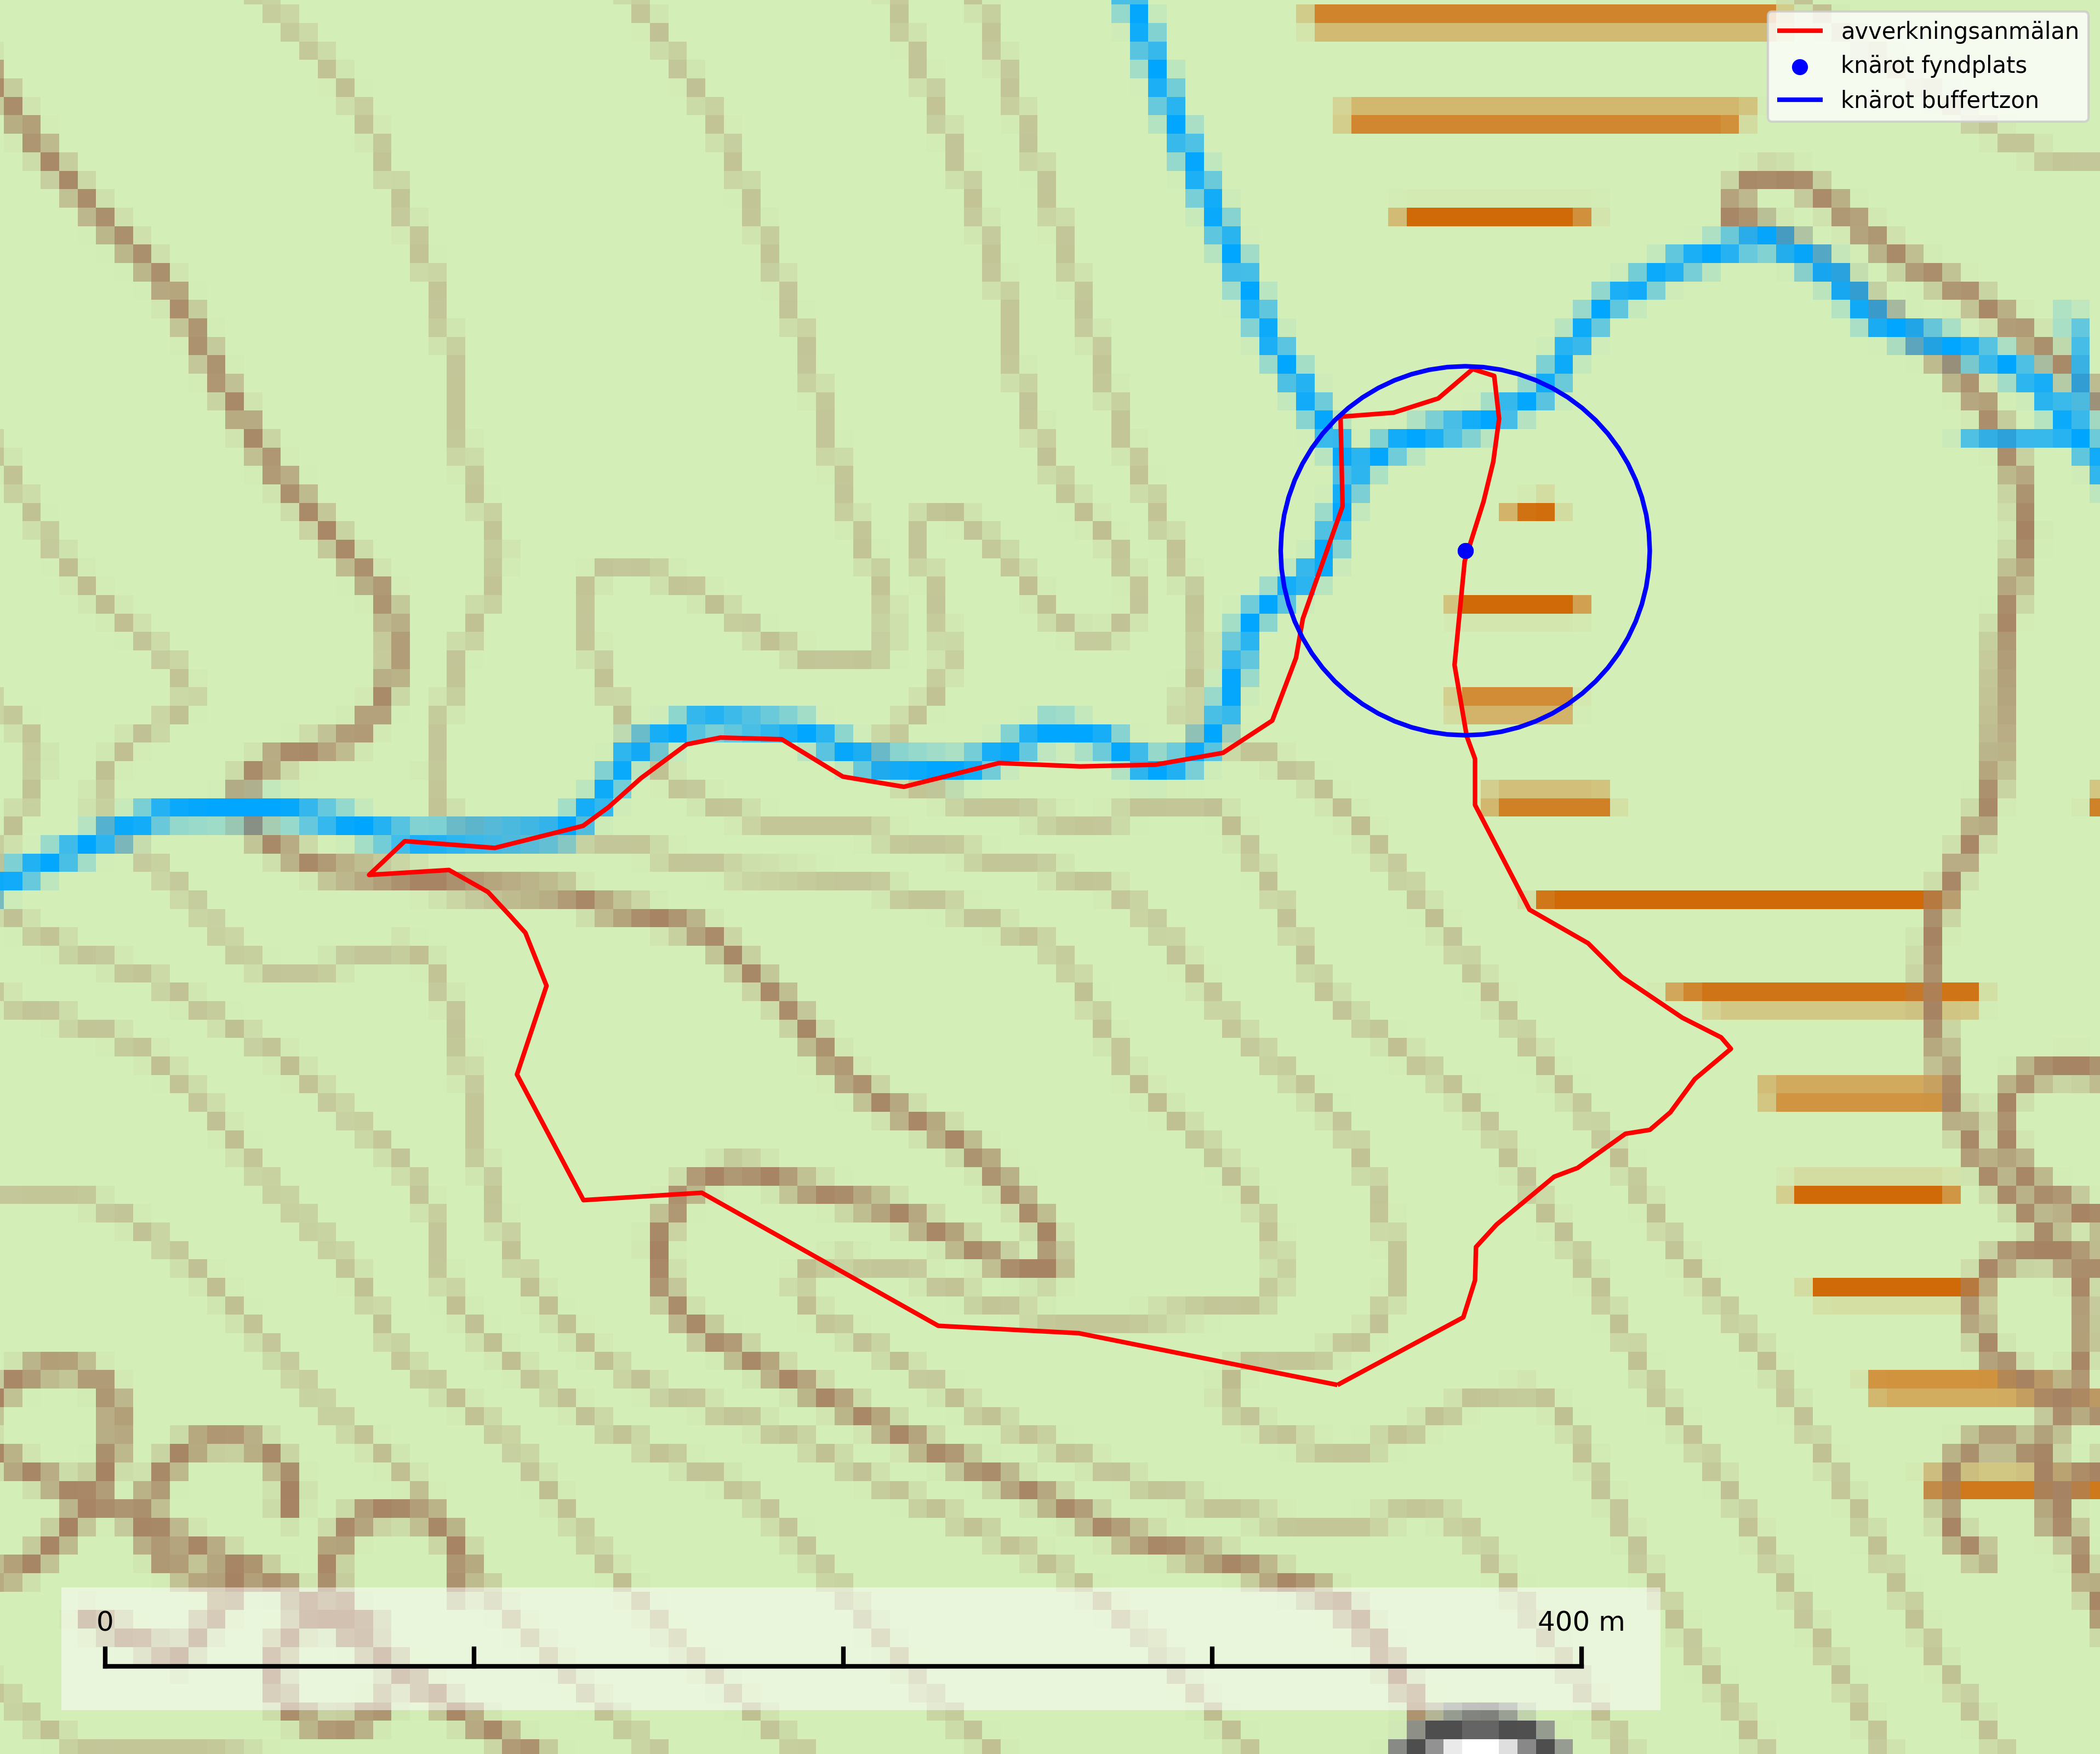 avverkningsanmälan
knärot fyndplats
knärot buffertzon
0
400 m